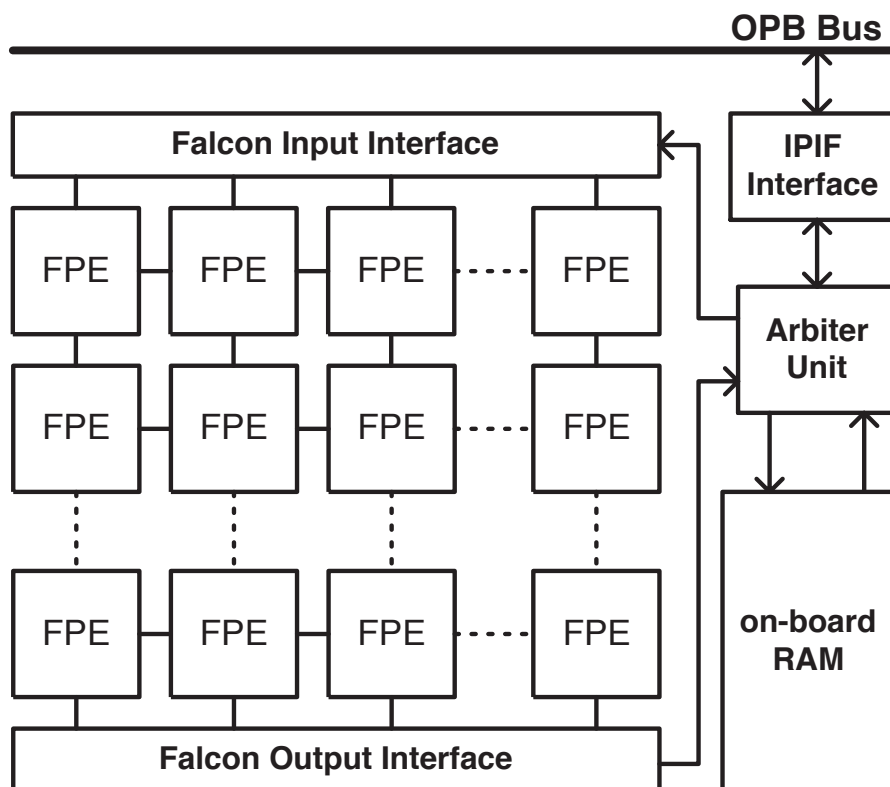 OPB Bus
Falcon Input Interface
IPIF
Interface
FPE FPE FPE FPE
Arbiter
Unit
FPE FPE FPE FPE
FPE FPE FPE FPE
on-board
RAM
Falcon Output Interface